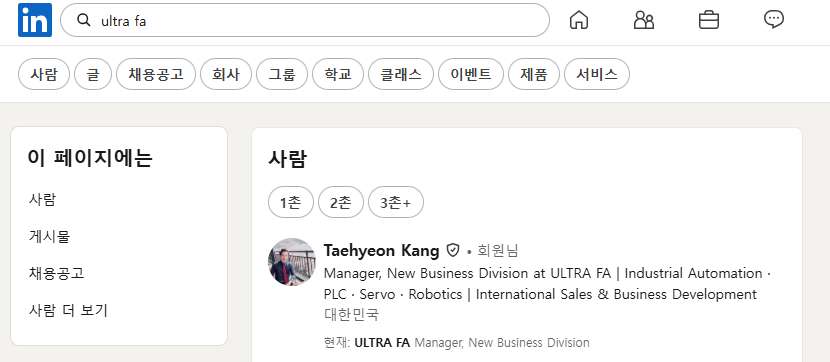 in
ultra fa
사람
글
채용공고
회사
그룹
학교
클래스
이벤트
제품
서비스
이 페이지에는
사람
게시물
채용공고
사람 더 보기
사람
1촌
2촌
3촌+
Taehyeon Kang • 회원님
Manager, New Business Division at ULTRA FA | Industrial Automation ·
PLC · Servo · Robotics | International Sales & Business Development
대한민국
현재: ULTRA FA Manager, New Business Division